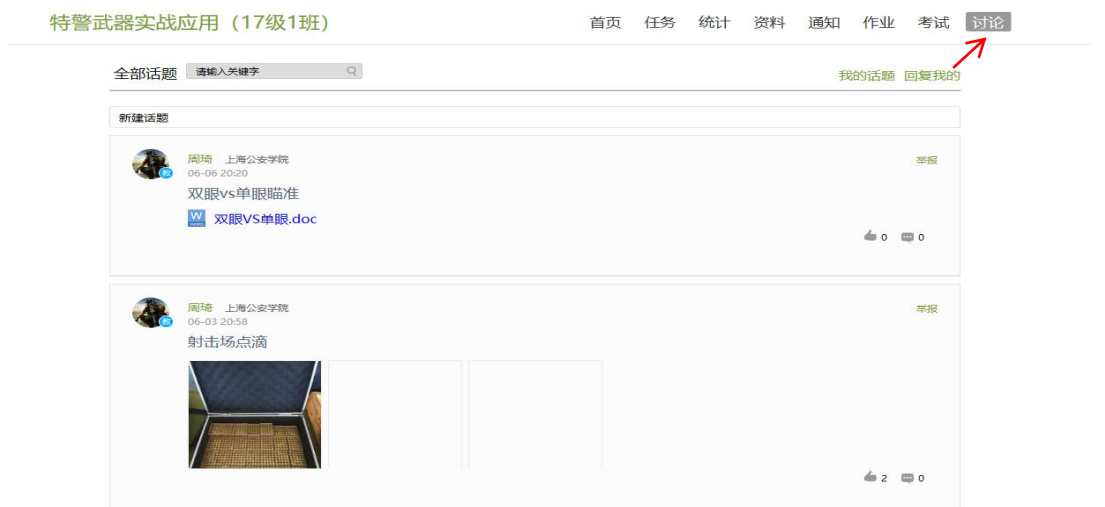 特警武器实战应用（17级1班）
首页 任务 统计 资料 通知 作业 考试 讨论
全部话题 请输入关键字
我的话题 回复我的
新建话题
周琦 上海公安学院 举报
教 06-06 20:20
双眼vs单眼瞄准
W 双眼VS单眼.doc
WORD
0 0
周琦 上海公安学院 举报
教 06-03 20:58
射击场点滴
2 0